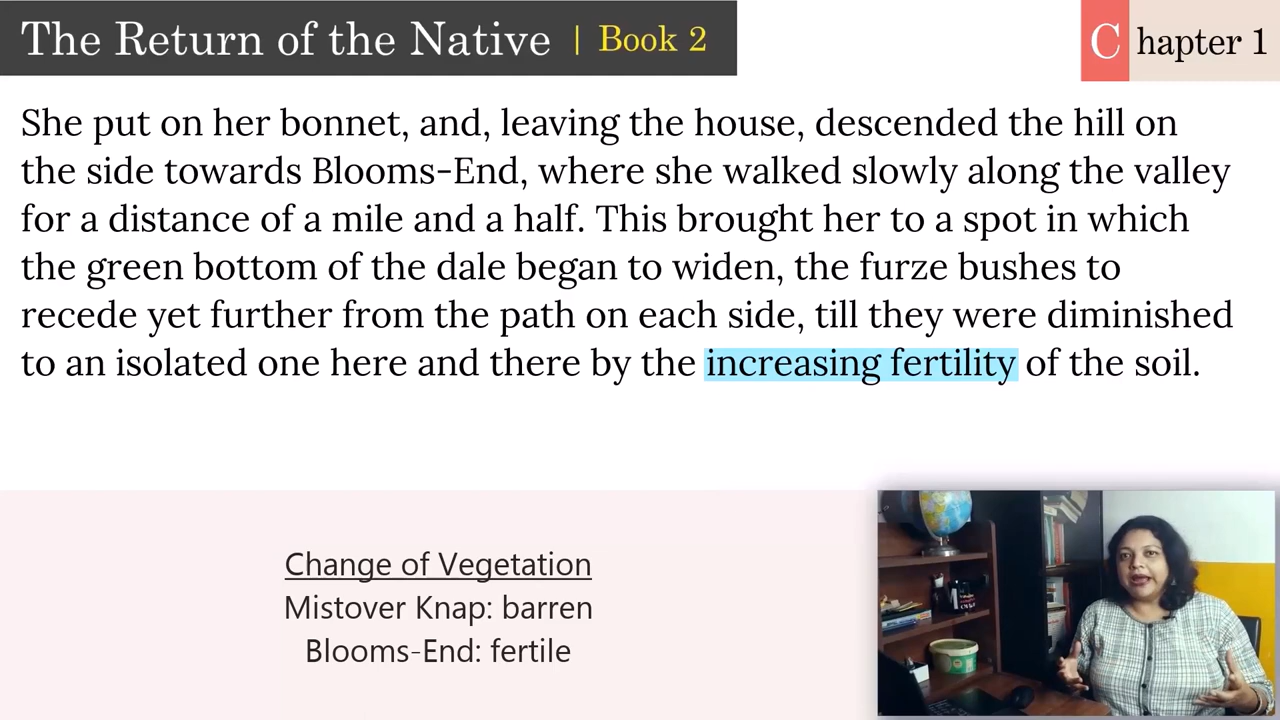 The Return of the Native | Book 2
Chapter 1
She put on her bonnet, and, leaving the house, descended the hill on
the side towards Blooms-End, where she walked slowly along the valley
for a distance of a mile and a half. This brought her to a spot in which
the green bottom of the dale began to widen, the furze bushes to
recede yet further from the path on each side, till they were diminished
to an isolated one here and there by the increasing fertility of the soil.
Change of Vegetation
Mistover Knap: barren
Blooms-End: fertile